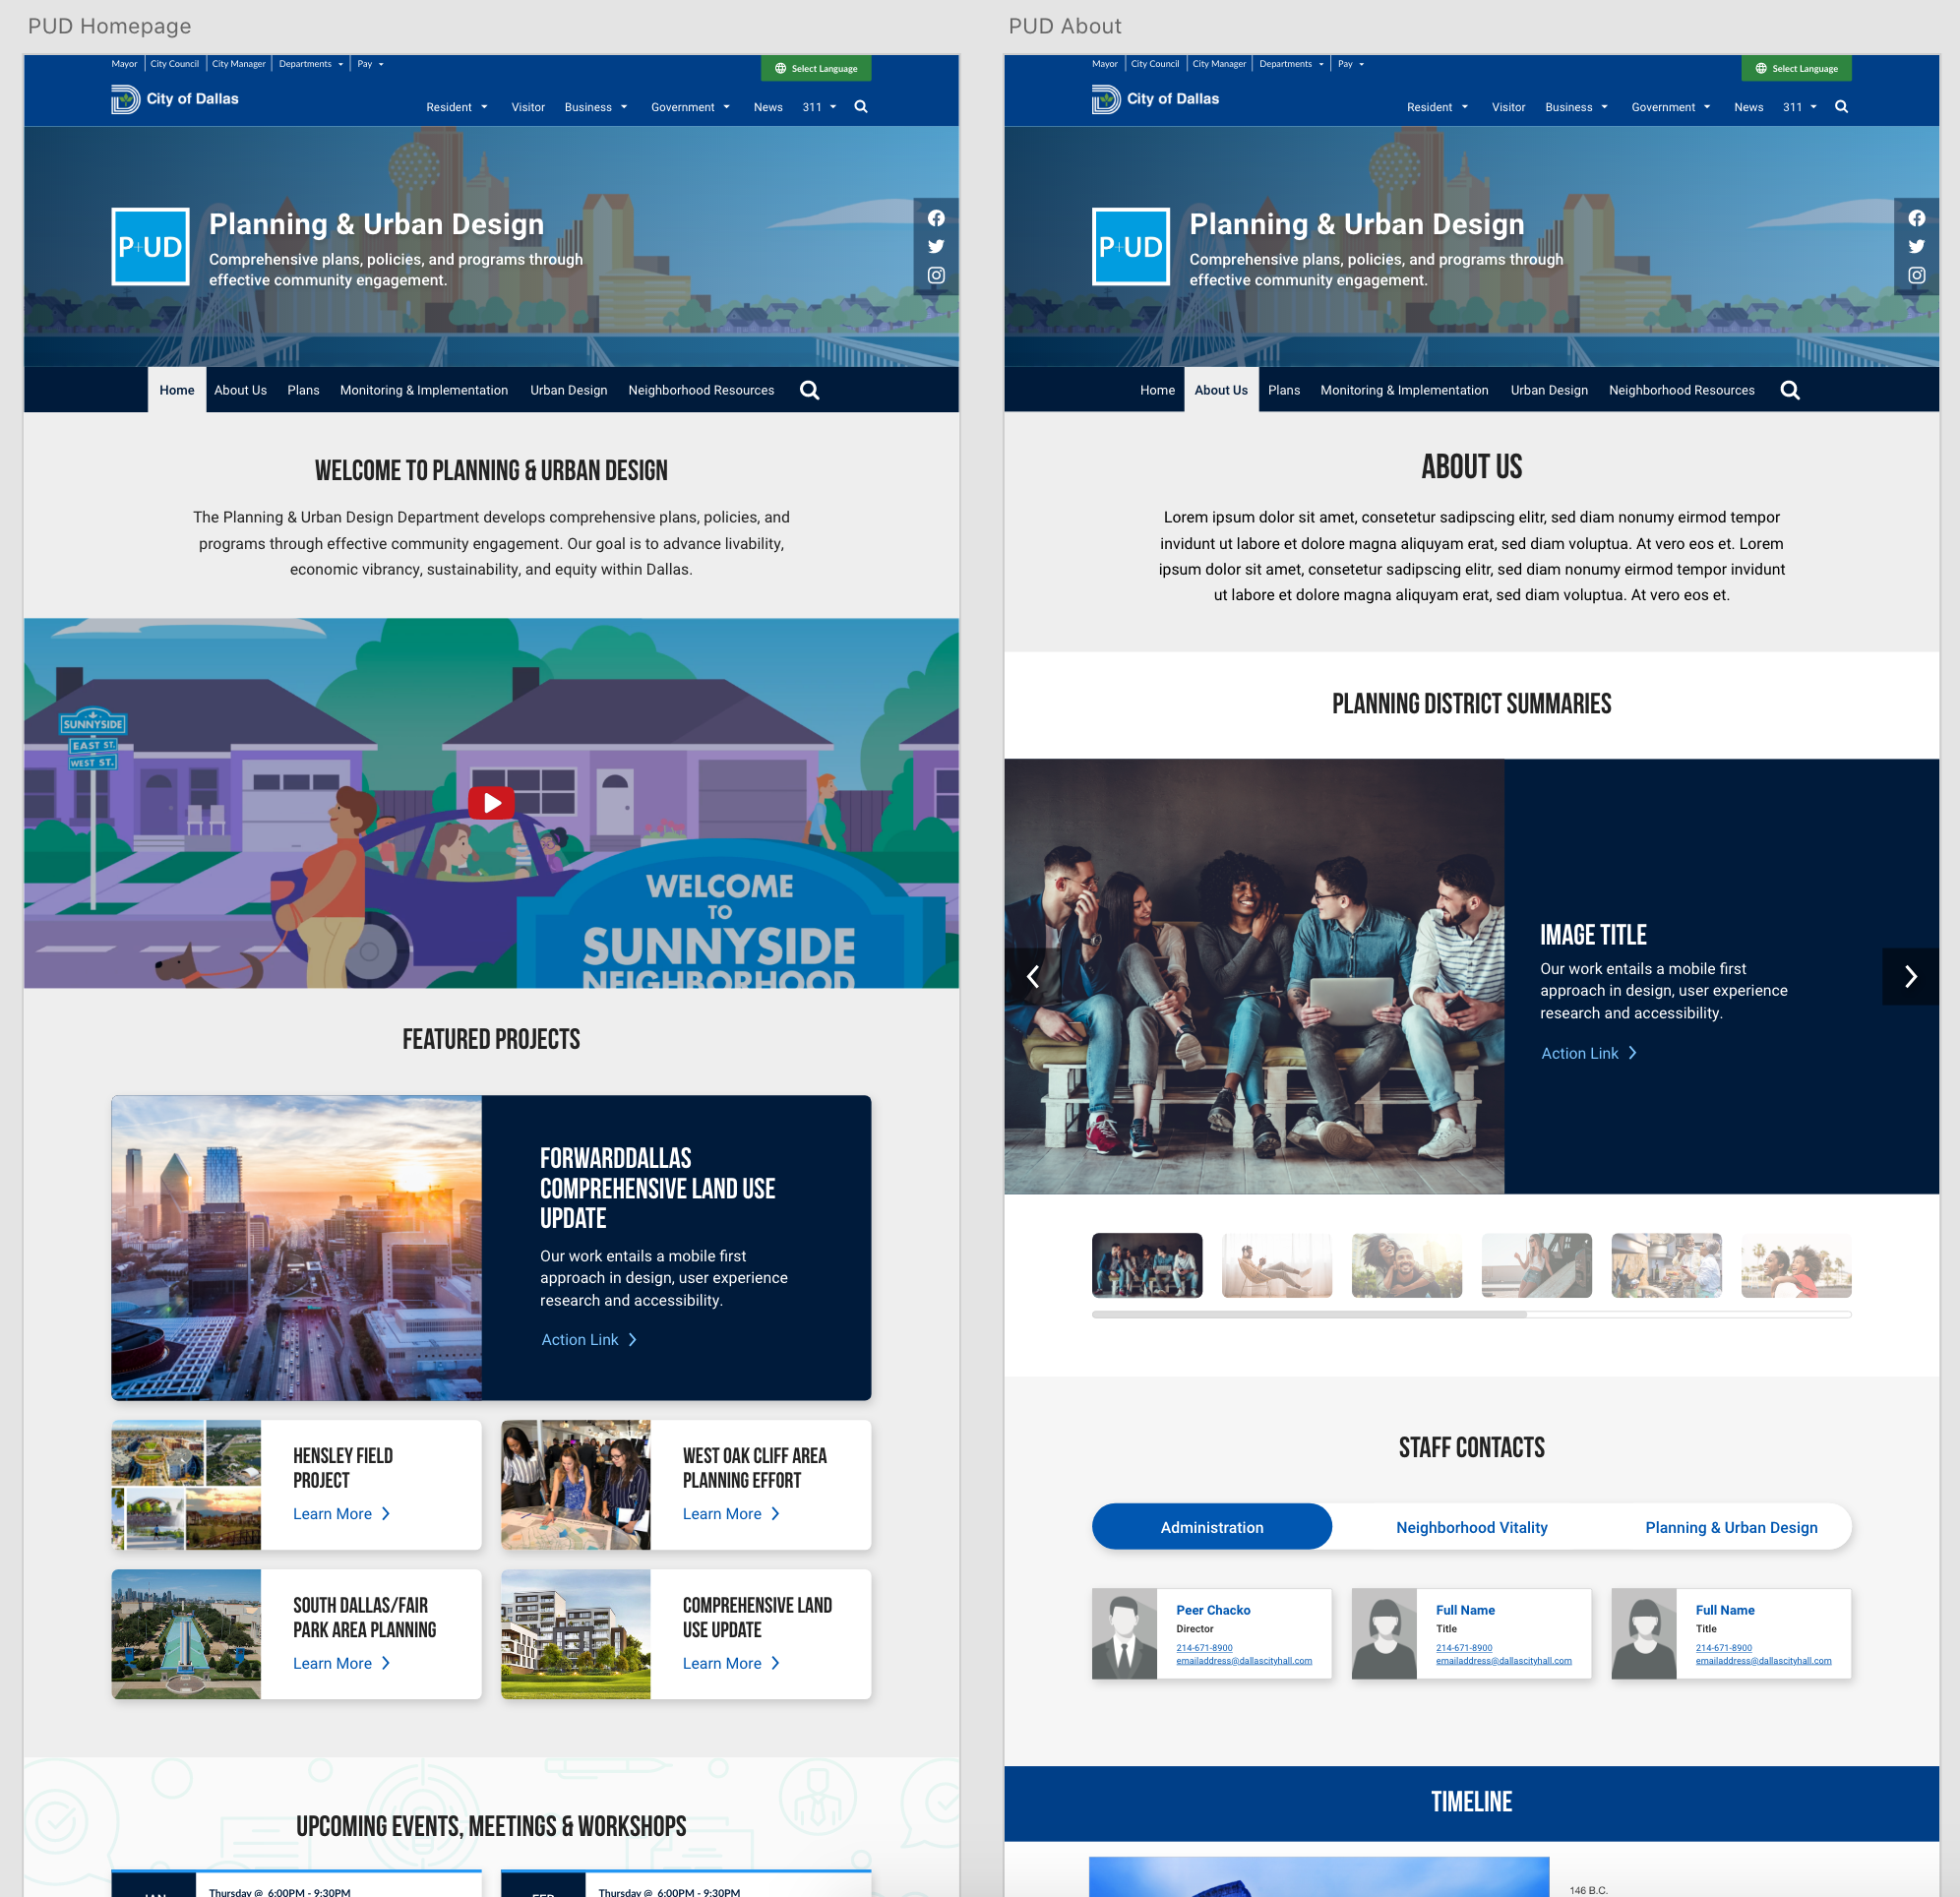 PUD Homepage
Mayor City Council City Manager Departments Pay
Select Language
City of Dallas
Resident Visitor Business Government News 311
P+UD
Planning & Urban Design
Comprehensive plans, policies, and programs through
effective community engagement.
Home About Us Plans Monitoring & Implementation Urban Design Neighborhood Resources
WELCOME TO PLANNING & URBAN DESIGN
The Planning & Urban Design Department develops comprehensive plans, policies, and
programs through effective community engagement. Our goal is to advance livability,
economic vibrancy, sustainability, and equity within Dallas.
SUNNYSIDE
EAST ST.
WEST ST.
WELCOME
TO
SUNNYSIDE
NEIGHBORHOOD
FEATURED PROJECTS
FORWARDDALLAS
COMPREHENSIVE LAND USE
UPDATE
Our work entails a mobile first
approach in design, user experience
research and accessibility.
Action Link
HENSLEY FIELD
PROJECT
Learn More
WEST OAK CLIFF AREA
PLANNING EFFORT
Learn More
SOUTH DALLAS/FAIR
PARK AREA PLANNING
Learn More
COMPREHENSIVE LAND
USE UPDATE
Learn More
UPCOMING EVENTS, MEETINGS & WORKSHOPS
JAN
Thursday @ 6:00PM - 9:30PM
FEB
Thursday @ 6:00PM - 9:30PM
PUD About
Mayor City Council City Manager Departments Pay
Select Language
City of Dallas
Resident Visitor Business Government News 311
P+UD
Planning & Urban Design
Comprehensive plans, policies, and programs through
effective community engagement.
Home About Us Plans Monitoring & Implementation Urban Design Neighborhood Resources
ABOUT US
Lorem ipsum dolor sit amet, consetetur sadipscing elitr, sed diam nonumy eirmod tempor
invidunt ut labore et dolore magna aliquyam erat, sed diam voluptua. At vero eos et. Lorem
ipsum dolor sit amet, consetetur sadipscing elitr, sed diam nonumy eirmod tempor invidunt
ut labore et dolore magna aliquyam erat, sed diam voluptua. At vero eos et.
PLANNING DISTRICT SUMMARIES
IMAGE TITLE
Our work entails a mobile first
approach in design, user experience
research and accessibility.
Action Link
STAFF CONTACTS
Administration Neighborhood Vitality Planning & Urban Design
Peer Chacko
Director
214-671-8900
emailaddress@dallascityhall.com
Full Name
Title
214-671-8900
emailaddress@dallascityhall.com
Full Name
Title
214-671-8900
emailaddress@dallascityhall.com
TIMELINE
146 B.C.